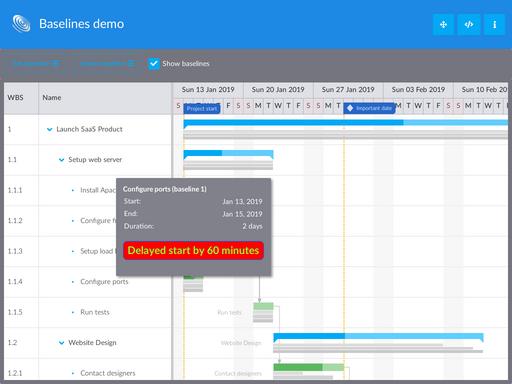 Baselines demo
Show baselines
WBS Name
Sun 13 Jan 2019 Sun 20 Jan 2019 Sun 27 Jan 2019 Sun 03 Feb 2019 Sun 10 Feb
S S M T W T F S S M T W T F S S M T W T F S S M T W T F S S M T W T
Project start Important date
1 Launch SaaS Product
1.1 Setup web server
1.1.1 Install Apac
1.1.2 Configure f
1.1.3 Setup load
1.1.4 Configure ports
1.1.5 Run tests Run tests
1.2 Website Design Website Design
1.2.1 Contact designers Contact designers
Configure ports (baseline 1)
Start: Jan 13, 2019
End: Jan 15, 2019
Duration: 2 days
Delayed start by 60 minutes